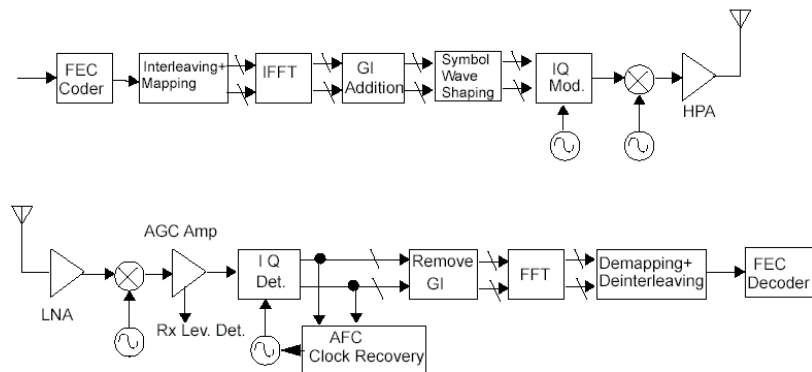 FEC
Coder
Interleaving+
Mapping
IFFT
GI
Addition
Symbol
Wave
Shaping
IQ
Mod.
HPA
LNA
AGC Amp
Rx Lev. Det.
I Q
Det.
AFC
Clock Recovery
Remove
GI
FFT
Demapping+
Deinterleaving
FEC
Decoder